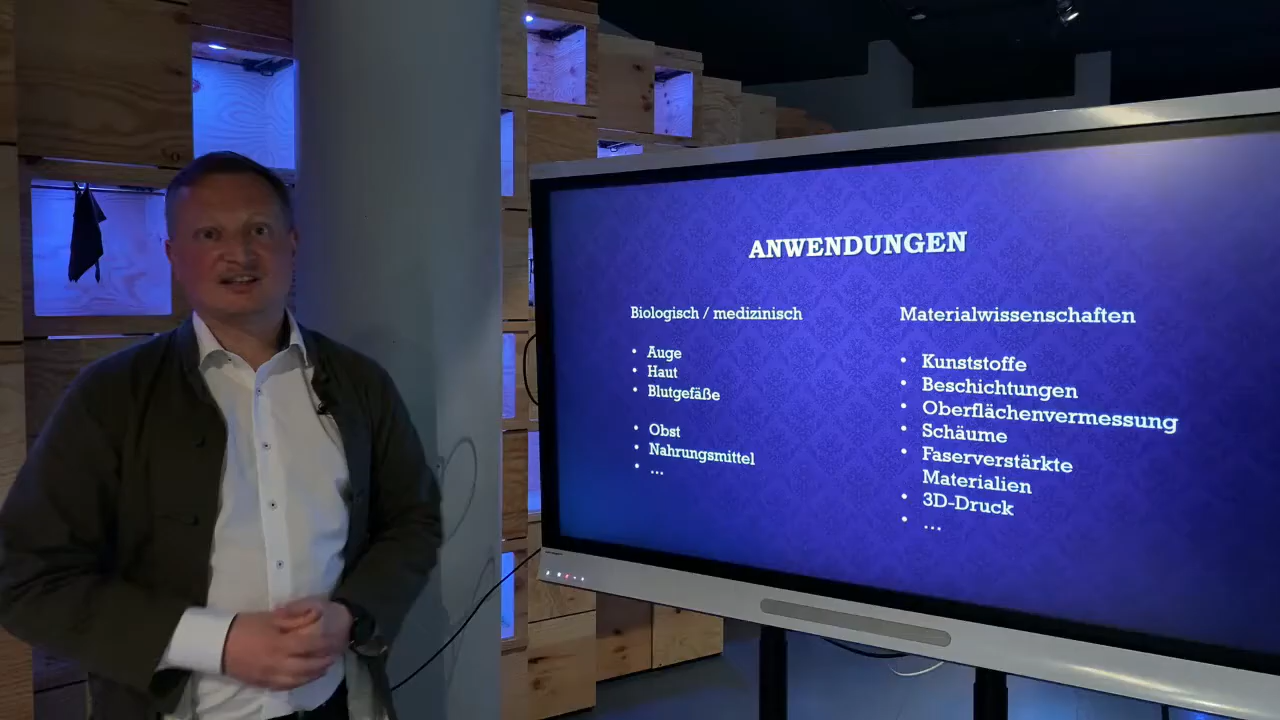 ANWENDUNGEN
Biologisch / medizinisch
• Auge
• Haut
• Blutgefäße
• Obst
• Nahrungsmittel
• ...
Materialwissenschaften
• Kunststoffe
• Beschichtungen
• Oberflächenvermessung
• Schäume
• Faserverstärkte
Materialien
• 3D-Druck
• ...